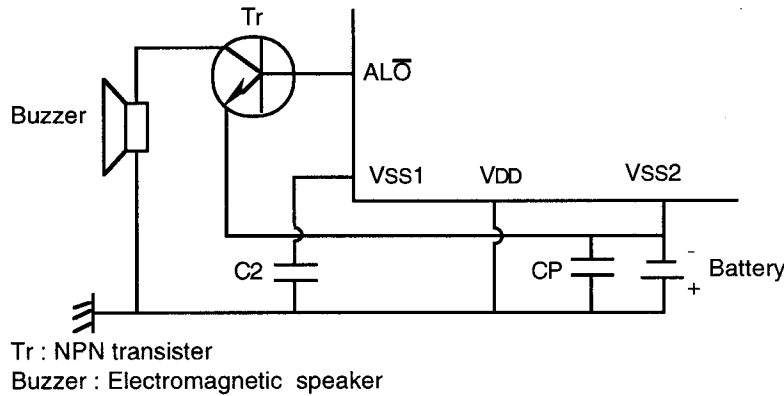 Tr
ALO̅
Buzzer
VSS1 VDD VSS2
C2 CP - Battery
+
Tr : NPN transister
Buzzer : Electromagnetic speaker